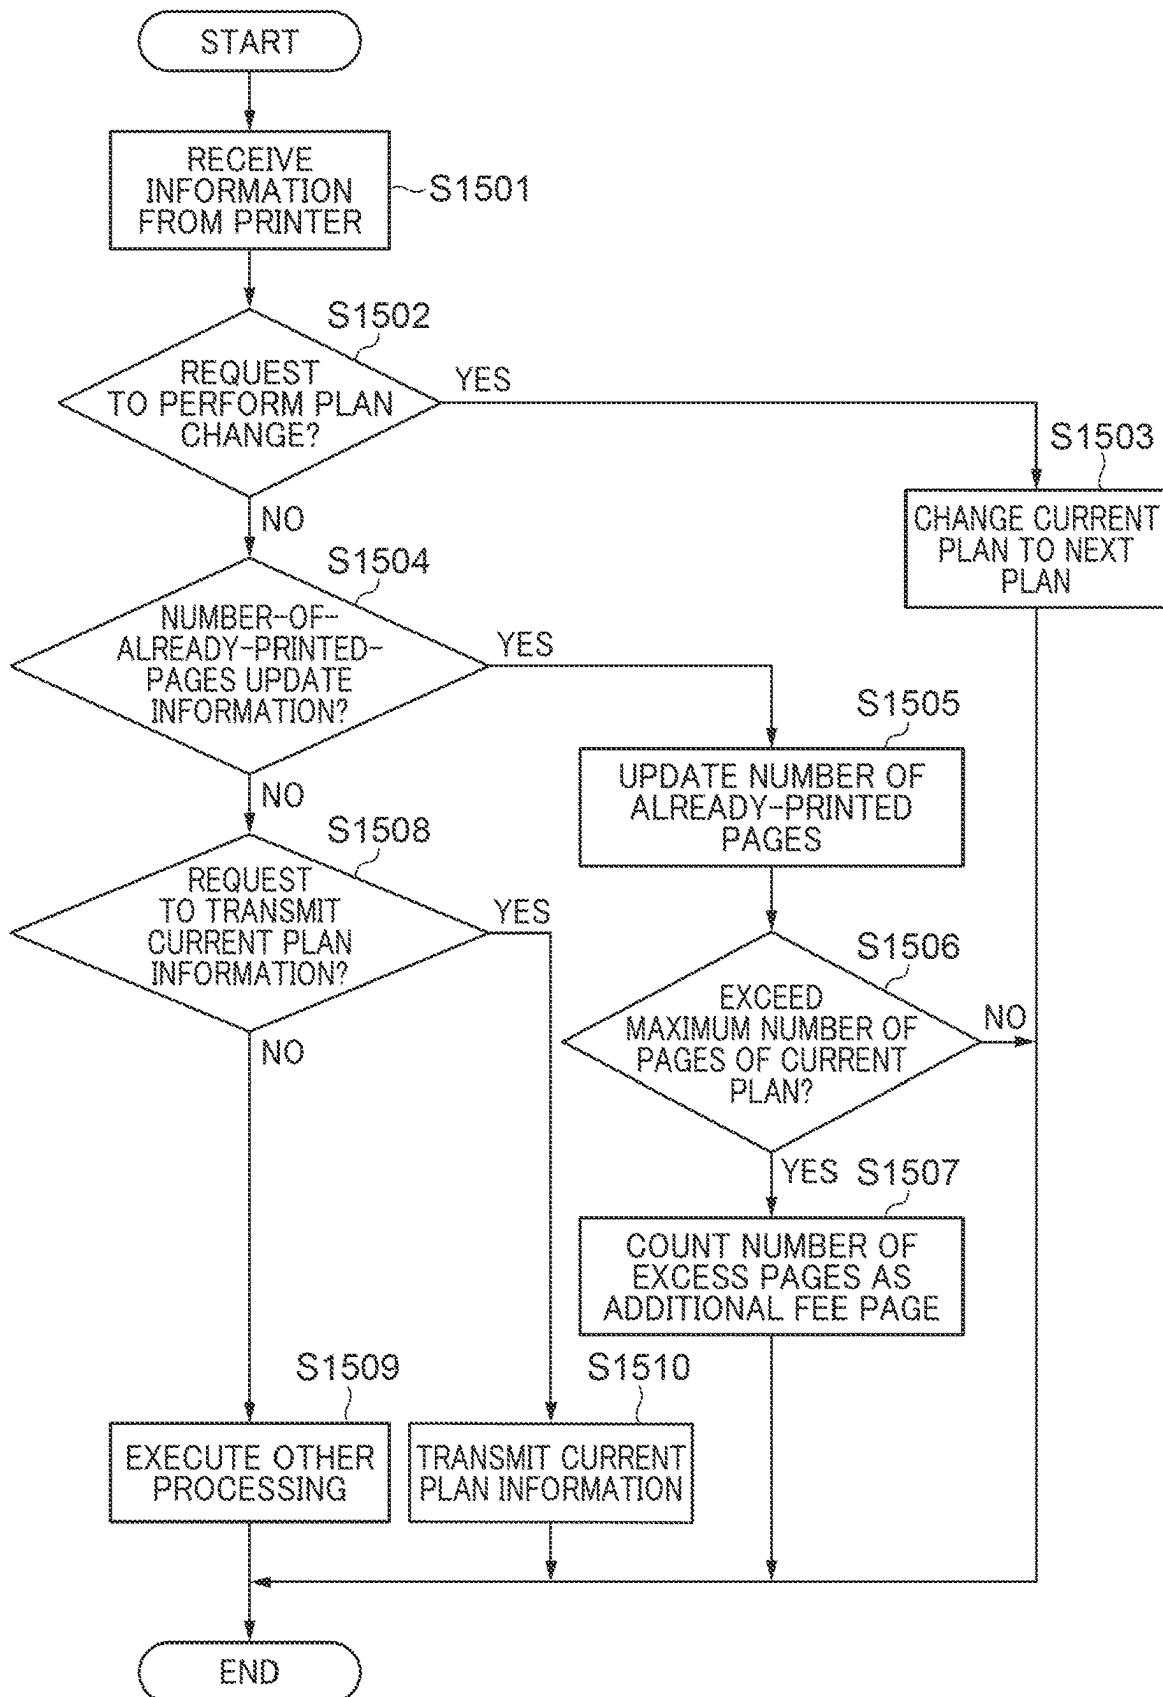 START
RECEIVE
INFORMATION
FROM PRINTER
S1501
S1502
REQUEST
TO PERFORM PLAN
CHANGE?
YES
NO
S1503
CHANGE CURRENT
PLAN TO NEXT
PLAN
S1504
NUMBER-OF-
ALREADY-PRINTED-
PAGES UPDATE
INFORMATION?
YES
NO
S1505
UPDATE NUMBER OF
ALREADY-PRINTED
PAGES
S1508
REQUEST
TO TRANSMIT
CURRENT PLAN
INFORMATION?
YES
NO
S1506
EXCEED
MAXIMUM NUMBER OF
PAGES OF CURRENT
PLAN?
NO
YES
S1507
COUNT NUMBER OF
EXCESS PAGES AS
ADDITIONAL FEE PAGE
S1509
EXECUTE OTHER
PROCESSING
S1510
TRANSMIT CURRENT
PLAN INFORMATION
END